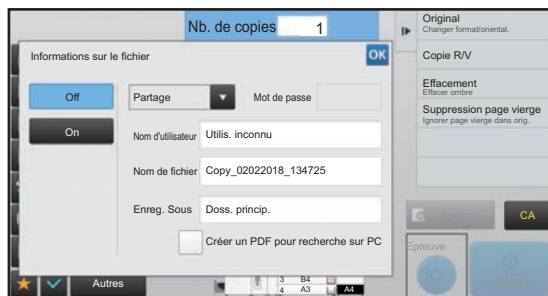 Nb. de copies 1
Informations sur le fichier
OK
Off
On
Partage
Mot de passe
Nom d'utilisateur
Utilis. inconnu
Nom de fichier
Copy_02022018_134725
Enreg. Sous
Doss. princip.
Créer un PDF pour recherche sur PC
Original
Changer format/orientat.
Copie R/V
Effacement
Effacer ombre
Suppression page vierge
Ignorer page vierge dans orig.
CA
Epreuve
Autres
3 B4
4 A3
A4